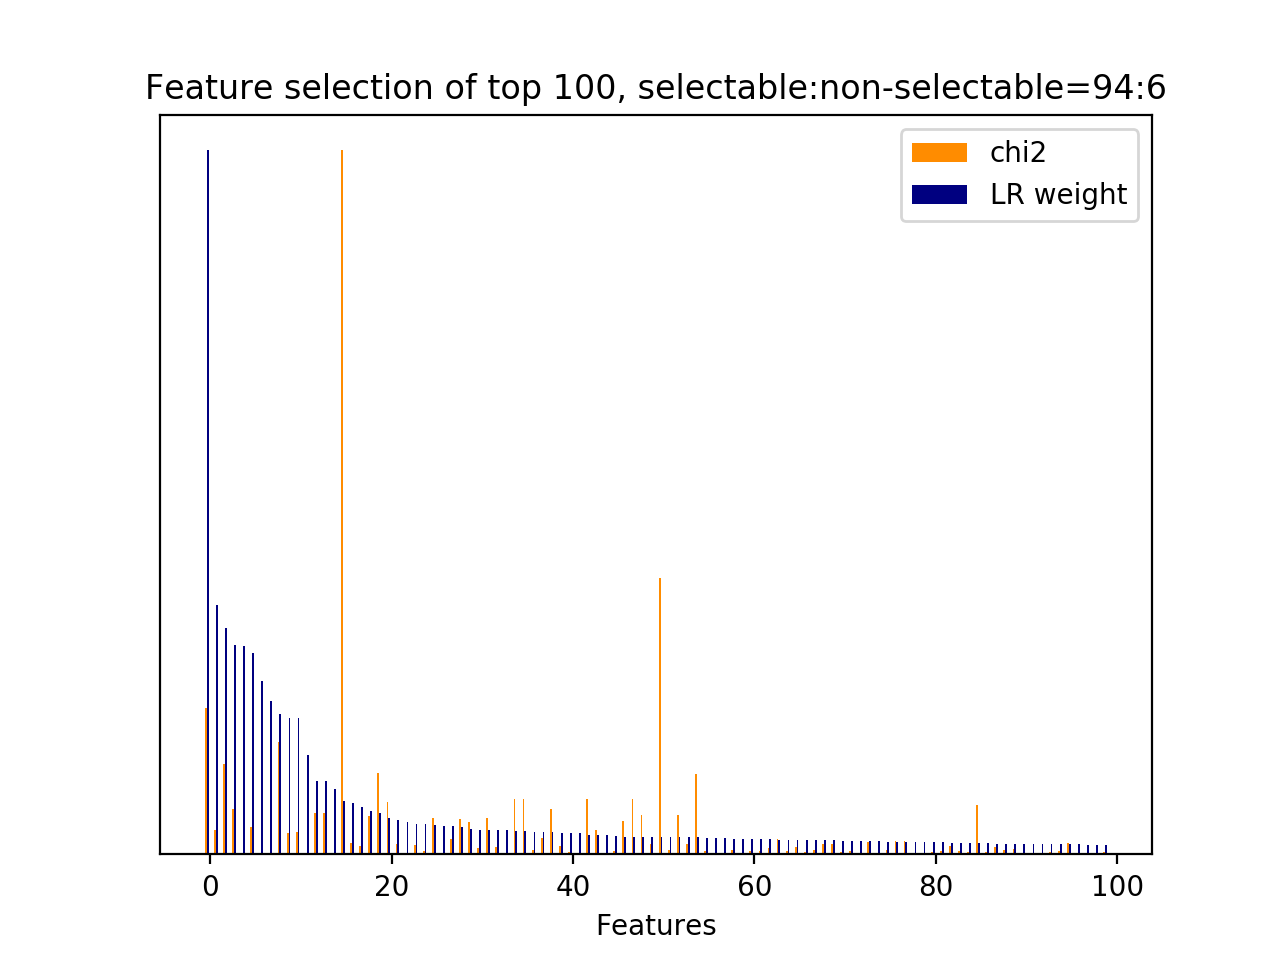 Feature selection of top 100, selectable:non-selectable=94:6
chi2
LR weight
0 20 40 60 80 100
Features